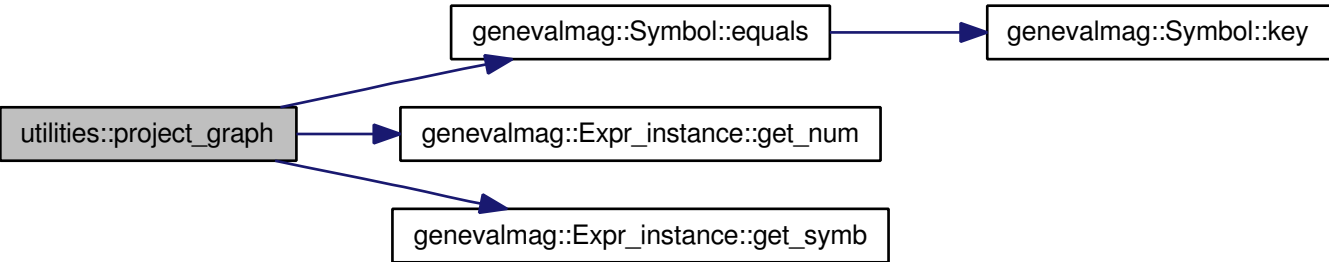 genevalmag::Symbol::equals
genevalmag::Symbol::key
utilities::project_graph
genevalmag::Expr_instance::get_num
genevalmag::Expr_instance::get_symb